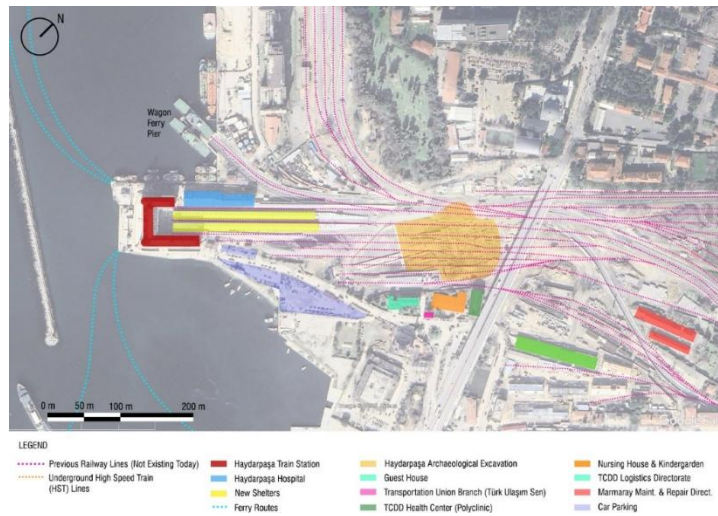 N
Wagon
Ferry
Pier
0 m 50 m 100 m 200 m
LEGEND
Previous Railway Lines (Not Existing Today)
Underground High Speed Train
(HST) Lines
Haydarpaşa Train Station
Haydarpaşa Hospital
New Shelters
Ferry Routes
Haydarpaşa Archaeological Excavation
Guest House
Transportation Union Branch (Türk Ulaşım Sen)
TCDD Health Center (Polyclinic)
Nursing House & Kindergarden
TCDD Logistics Directorate
Marmaray Maint. & Repair Direct.
Car Parking